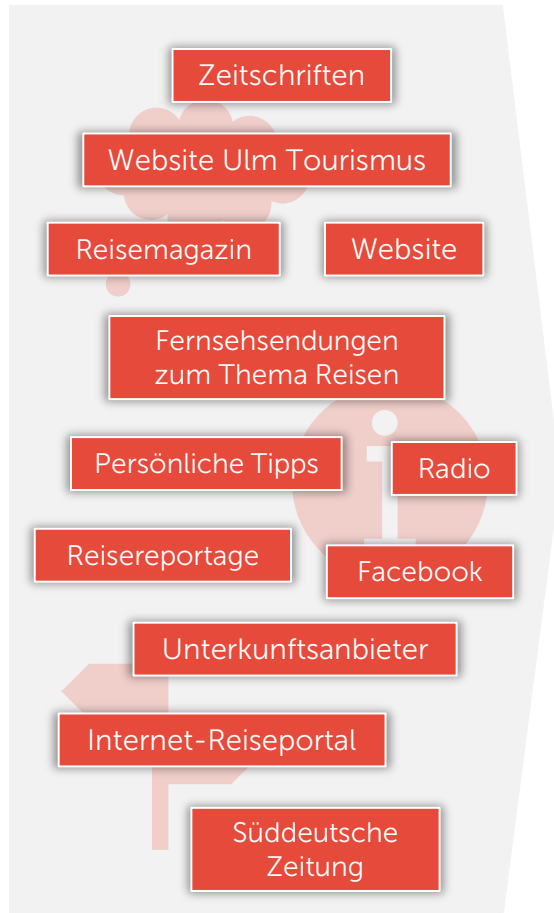 Zeitschriften
Website Ulm Tourismus
Reisemagazin
Website
Fernsehsendungen
zum Thema Reisen
Persönliche Tipps
Radio
Reisereportage
Facebook
Unterkunftsanbieter
Internet-Reiseportal
Süddeutsche
Zeitung